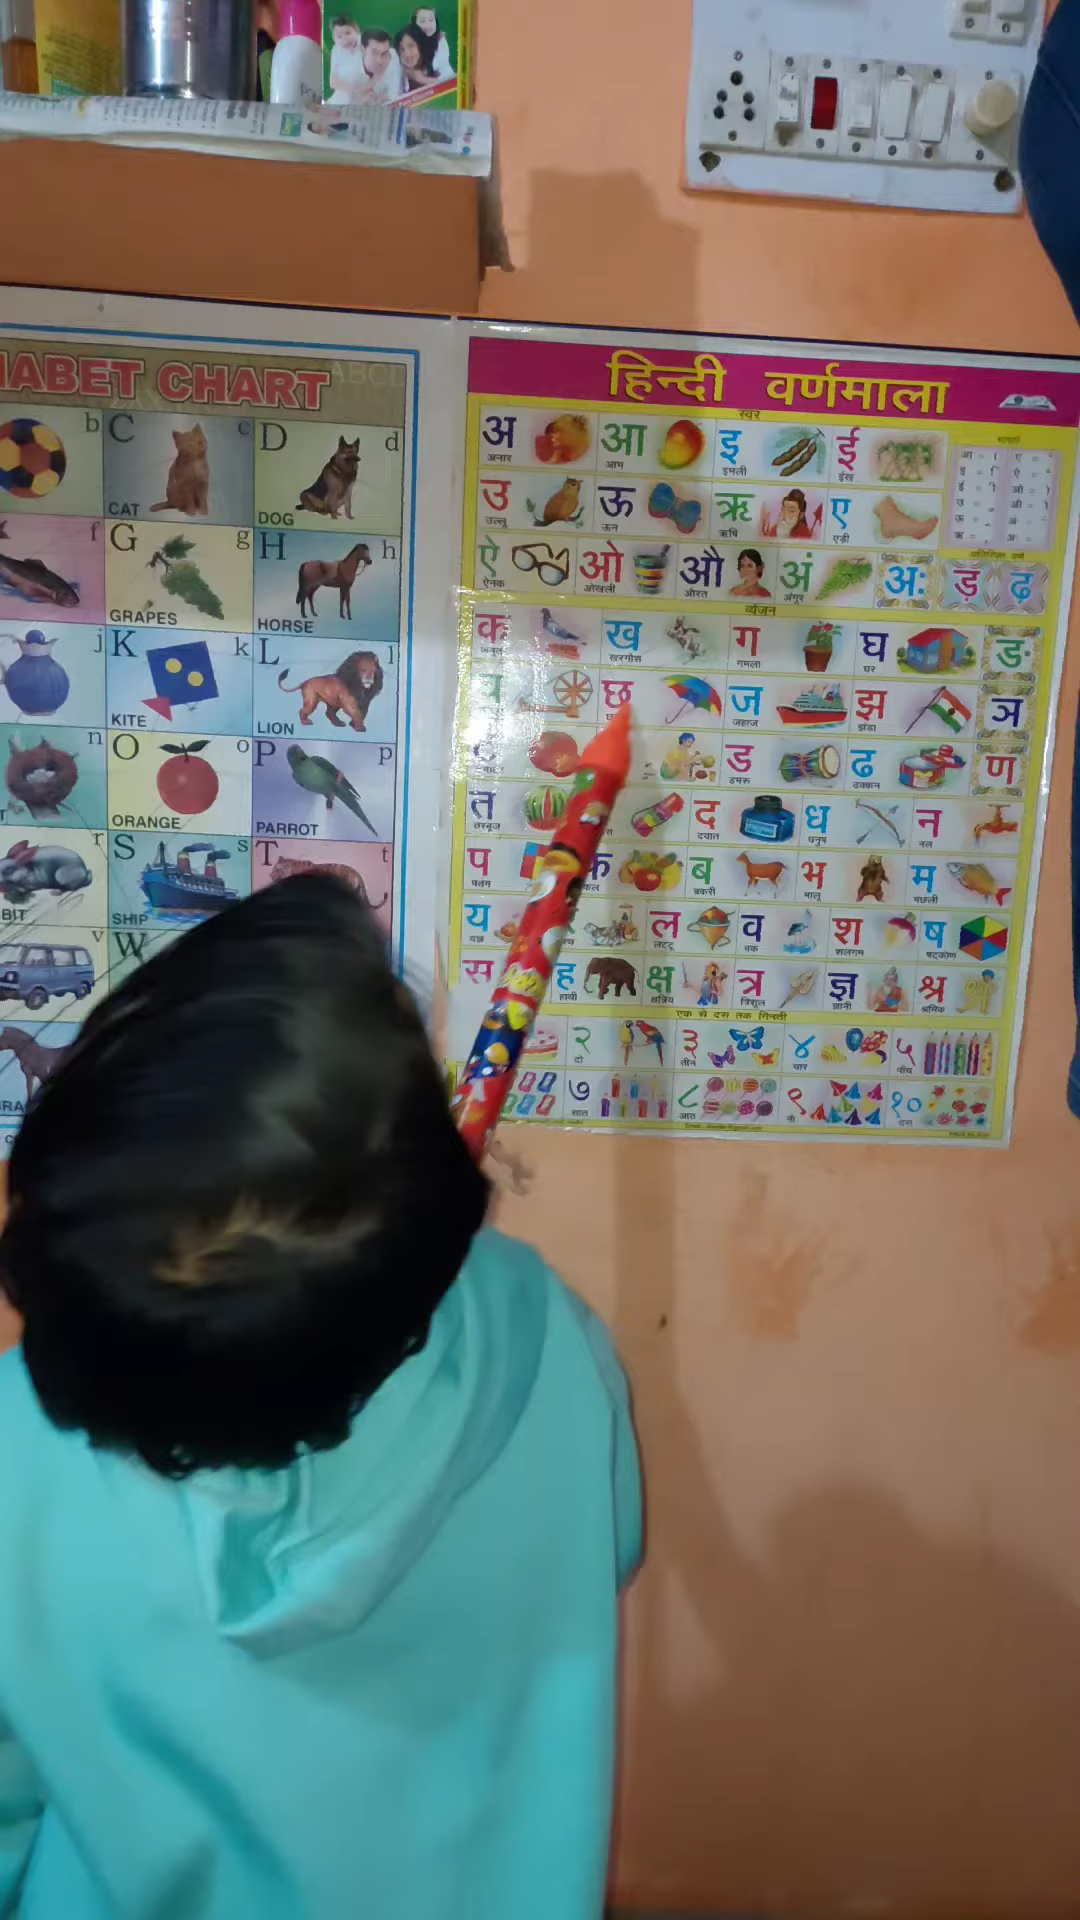 ABET CHART
b C c D d
CAT
DOG
f G g H h
GRAPES
HORSE
j K k L l
KITE
LION
n O o P p
ORANGE
PARROT
r S s T t
BIT
SHIP
v W
हिन्दी वर्णमाला
स्वर
अ आ इ ई
अनार आम इमली ईख
उ ऊ ऋ ए
उल्लू ऊन ऋषि एड़ी
ऐ ओ औ अं अः ड़ ढ़
ऐनक ओखली औरत अंगूर
व्यंजन
क ख ग घ ङ
खरगोश गमला घर
च छ ज झ ञ
जहाज झंडा
ड ढ ण
डमरू ढक्कन
त द ध न
तरबूज दवात धनुष नल
प फ ब भ म
पतंग फल बकरी भालू मछली
य ल व श ष
यज्ञ लट्टू वक शलगम षट्कोण
स ह क्ष त्र ज्ञ श्र
हाथी क्षत्रिय त्रिशूल ज्ञानी श्रमिक
एक से दस तक गिनती
२ ३ ४ ५
दो तीन चार पाँच
७ ८ ९ १०
सात आठ नौ दस